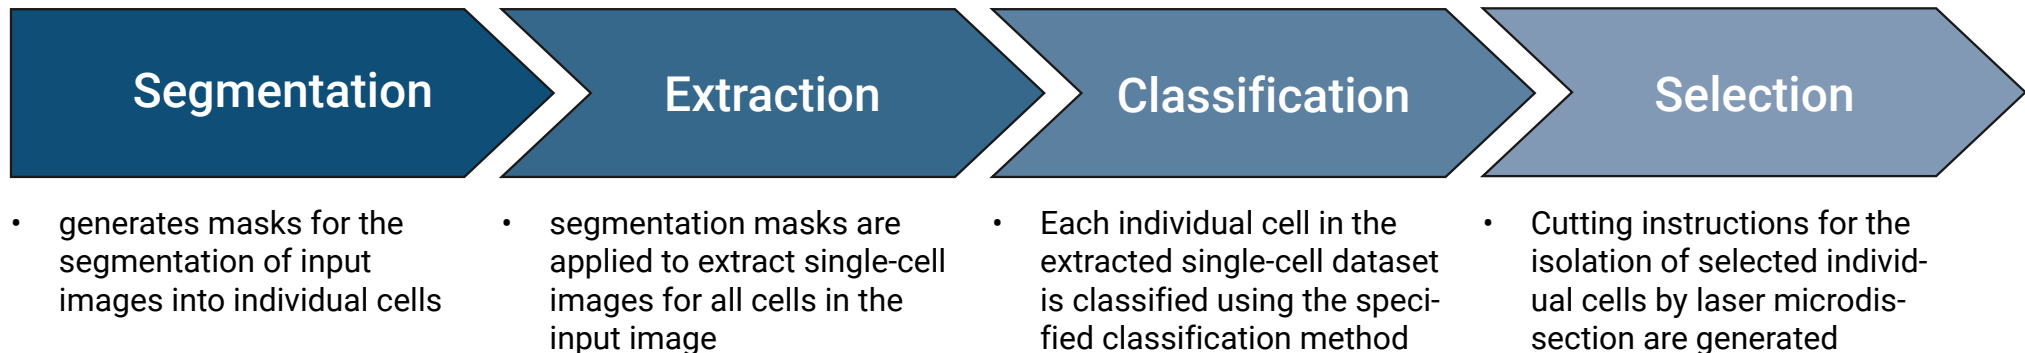 Segmentation
Extraction
Classification
Selection
• generates masks for the
segmentation of input
images into individual cells
• segmentation masks are
applied to extract single-cell
images for all cells in the
input image
• Each individual cell in the
extracted single-cell dataset
is classified using the speci-
fied classification method
• Cutting instructions for the
isolation of selected individ-
ual cells by laser microdis-
section are generated